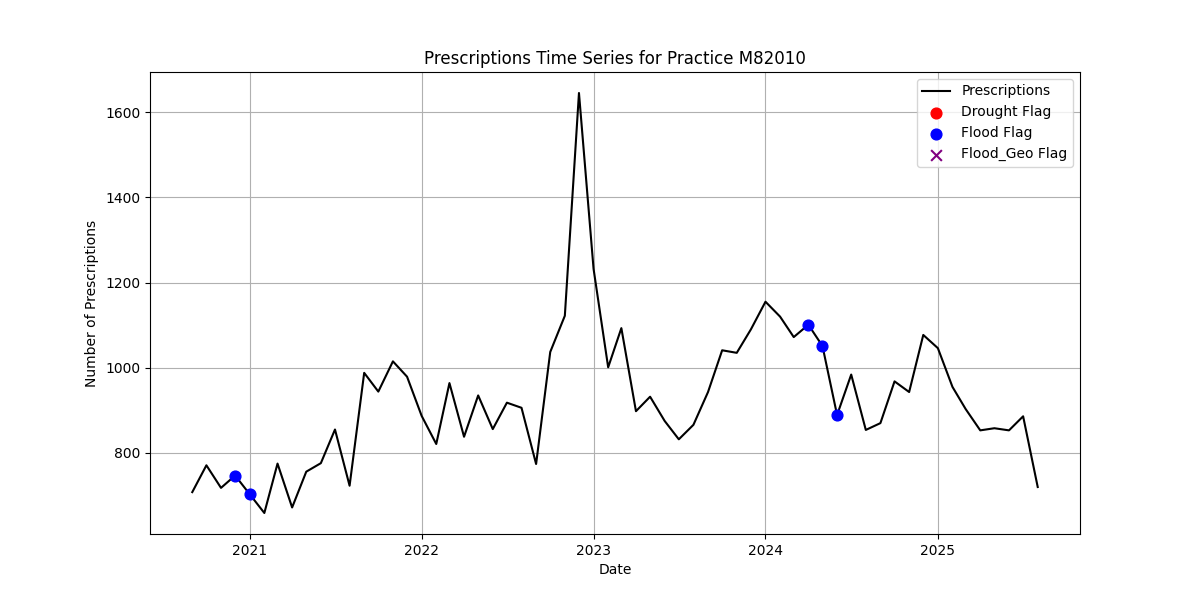 Prescriptions Time Series for Practice M82010
Prescriptions
Drought Flag
Flood Flag
Flood_Geo Flag
Number of Prescriptions
1600
1400
1200
1000
800
2021 2022 2023 2024 2025
Date